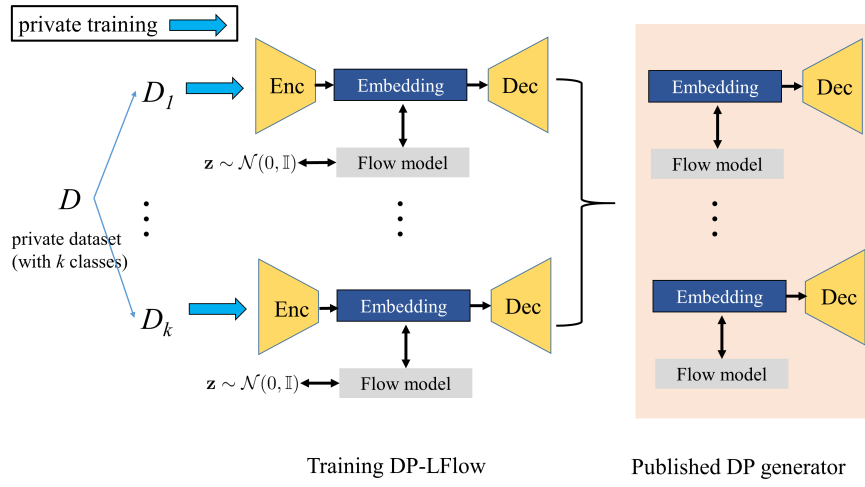 private training
D₁
Enc
Embedding
Dec
z ∼ 𝒩(0, 𝕀)
Flow model
D
private dataset
(with k classes)
Dₖ
Enc
Embedding
Dec
z ∼ 𝒩(0, 𝕀)
Flow model
Training DP-LFlow
Embedding
Dec
Flow model
Embedding
Dec
Flow model
Published DP generator